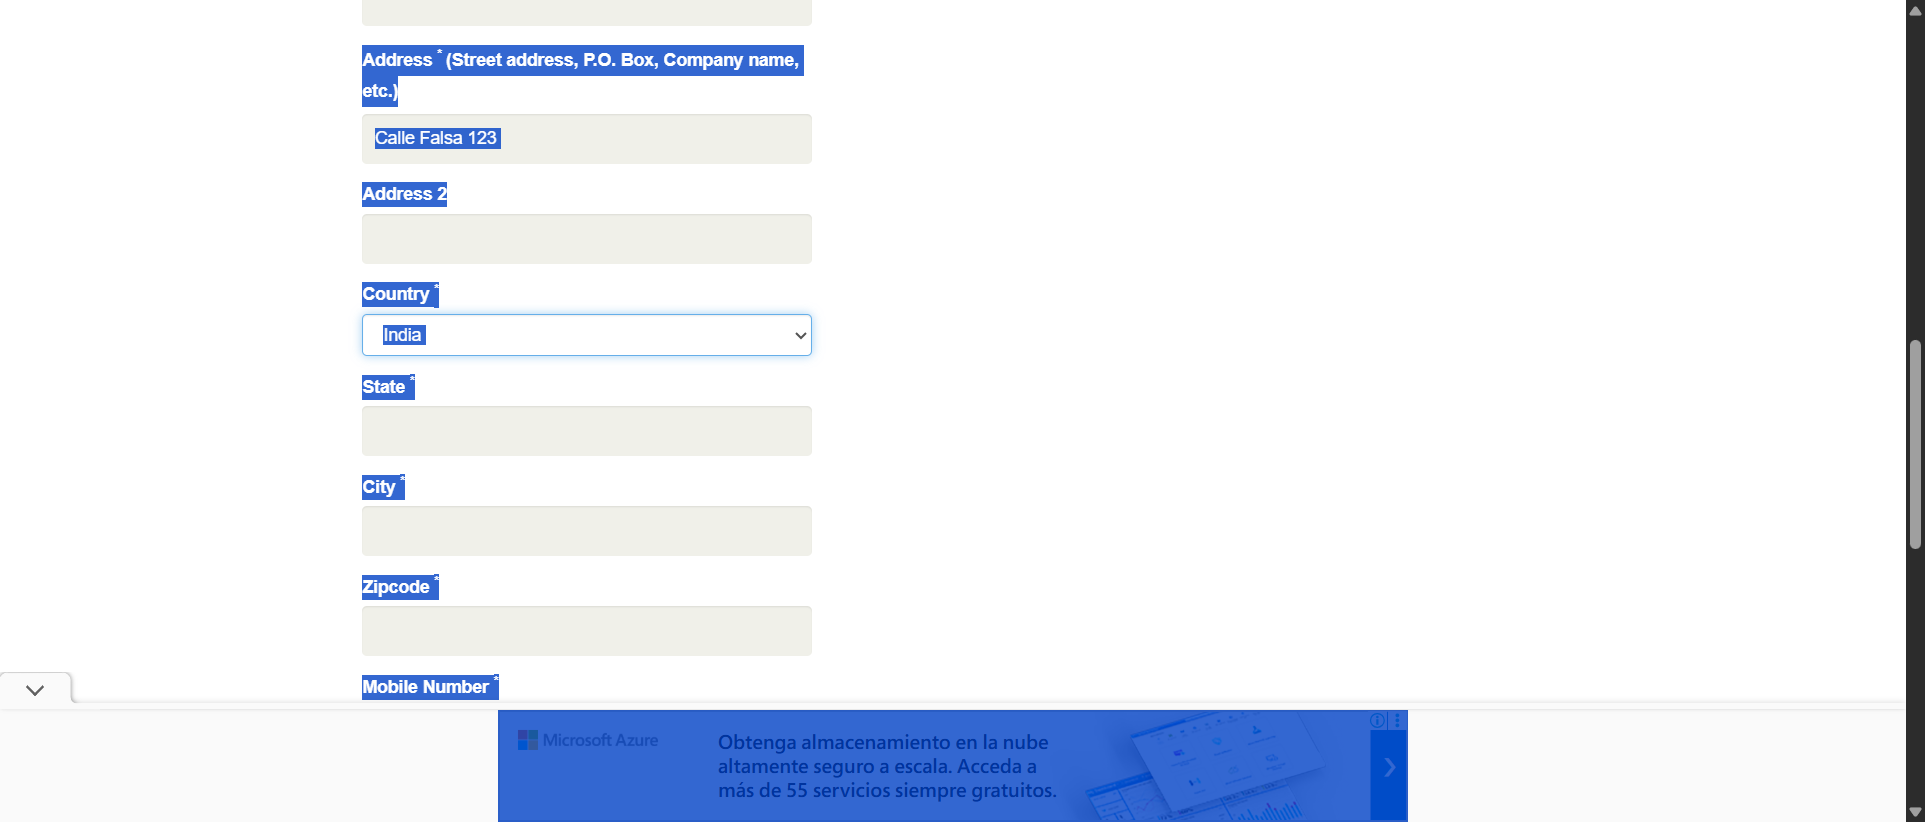 Address * (Street address, P.O. Box, Company name,
etc.)
Calle Falsa 123
Address 2
Country *
India
State *
City *
Zipcode *
Mobile Number *
Microsoft Azure
Obtenga almacenamiento en la nube
altamente seguro a escala. Acceda a
más de 55 servicios siempre gratuitos.